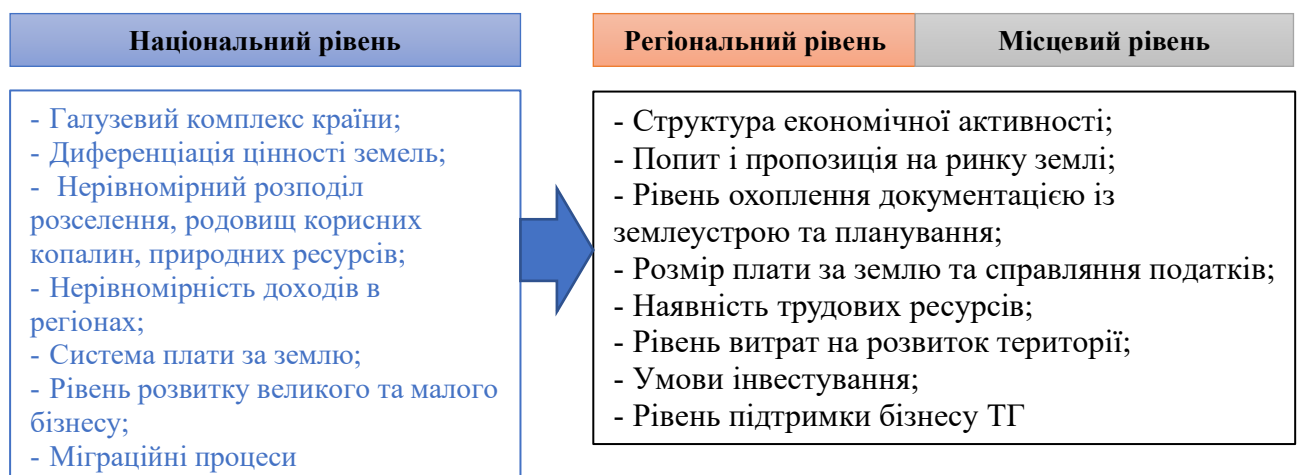 Національний рівень
- Галузевий комплекс країни;
- Диференціація цінності земель;
- Нерівномірний розподіл
розселення, родовищ корисних
копалин, природних ресурсів;
- Нерівномірність доходів в
регіонах;
- Система плати за землю;
- Рівень розвитку великого та малого
бізнесу;
- Міграційні процеси
Регіональний рівень
Місцевий рівень
- Структура економічної активності;
- Попит і пропозиція на ринку землі;
- Рівень охоплення документацією із
землеустрою та планування;
- Розмір плати за землю та справляння податків;
- Наявність трудових ресурсів;
- Рівень витрат на розвиток території;
- Умови інвестування;
- Рівень підтримки бізнесу ТГ